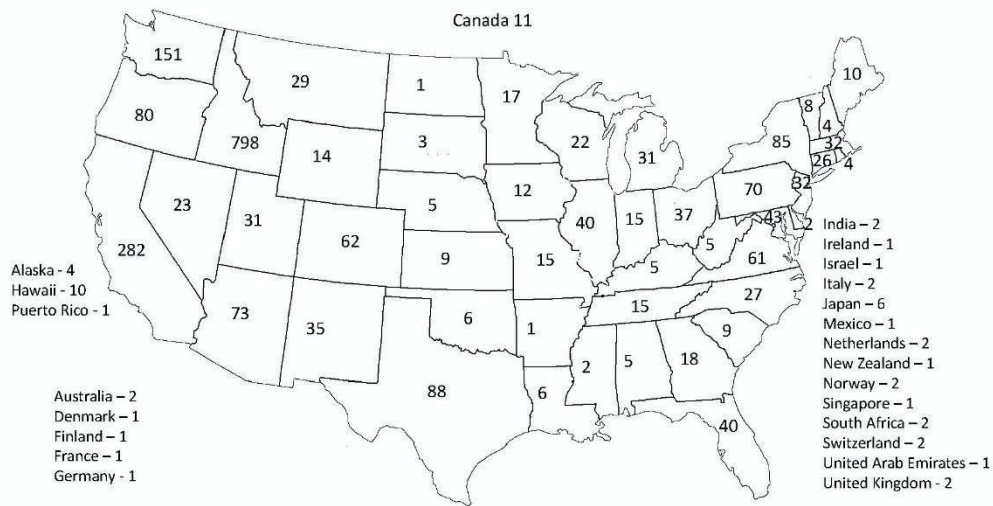 Canada 11
151
29
1
17
10
8
80
4
798
3
22
85
32
14
31
26
4
12
70
32
5
23
31
40
15
37
43
2
62
5
282
9
15
5
61
73
35
6
15
27
1
9
2
5
18
88
6
40
Alaska - 4
Hawaii - 10
Puerto Rico - 1
Australia – 2
Denmark – 1
Finland – 1
France – 1
Germany - 1
India – 2
Ireland – 1
Israel – 1
Italy – 2
Japan – 6
Mexico – 1
Netherlands – 2
New Zealand – 1
Norway – 2
Singapore – 1
South Africa – 2
Switzerland – 2
United Arab Emirates – 1
United Kingdom - 2